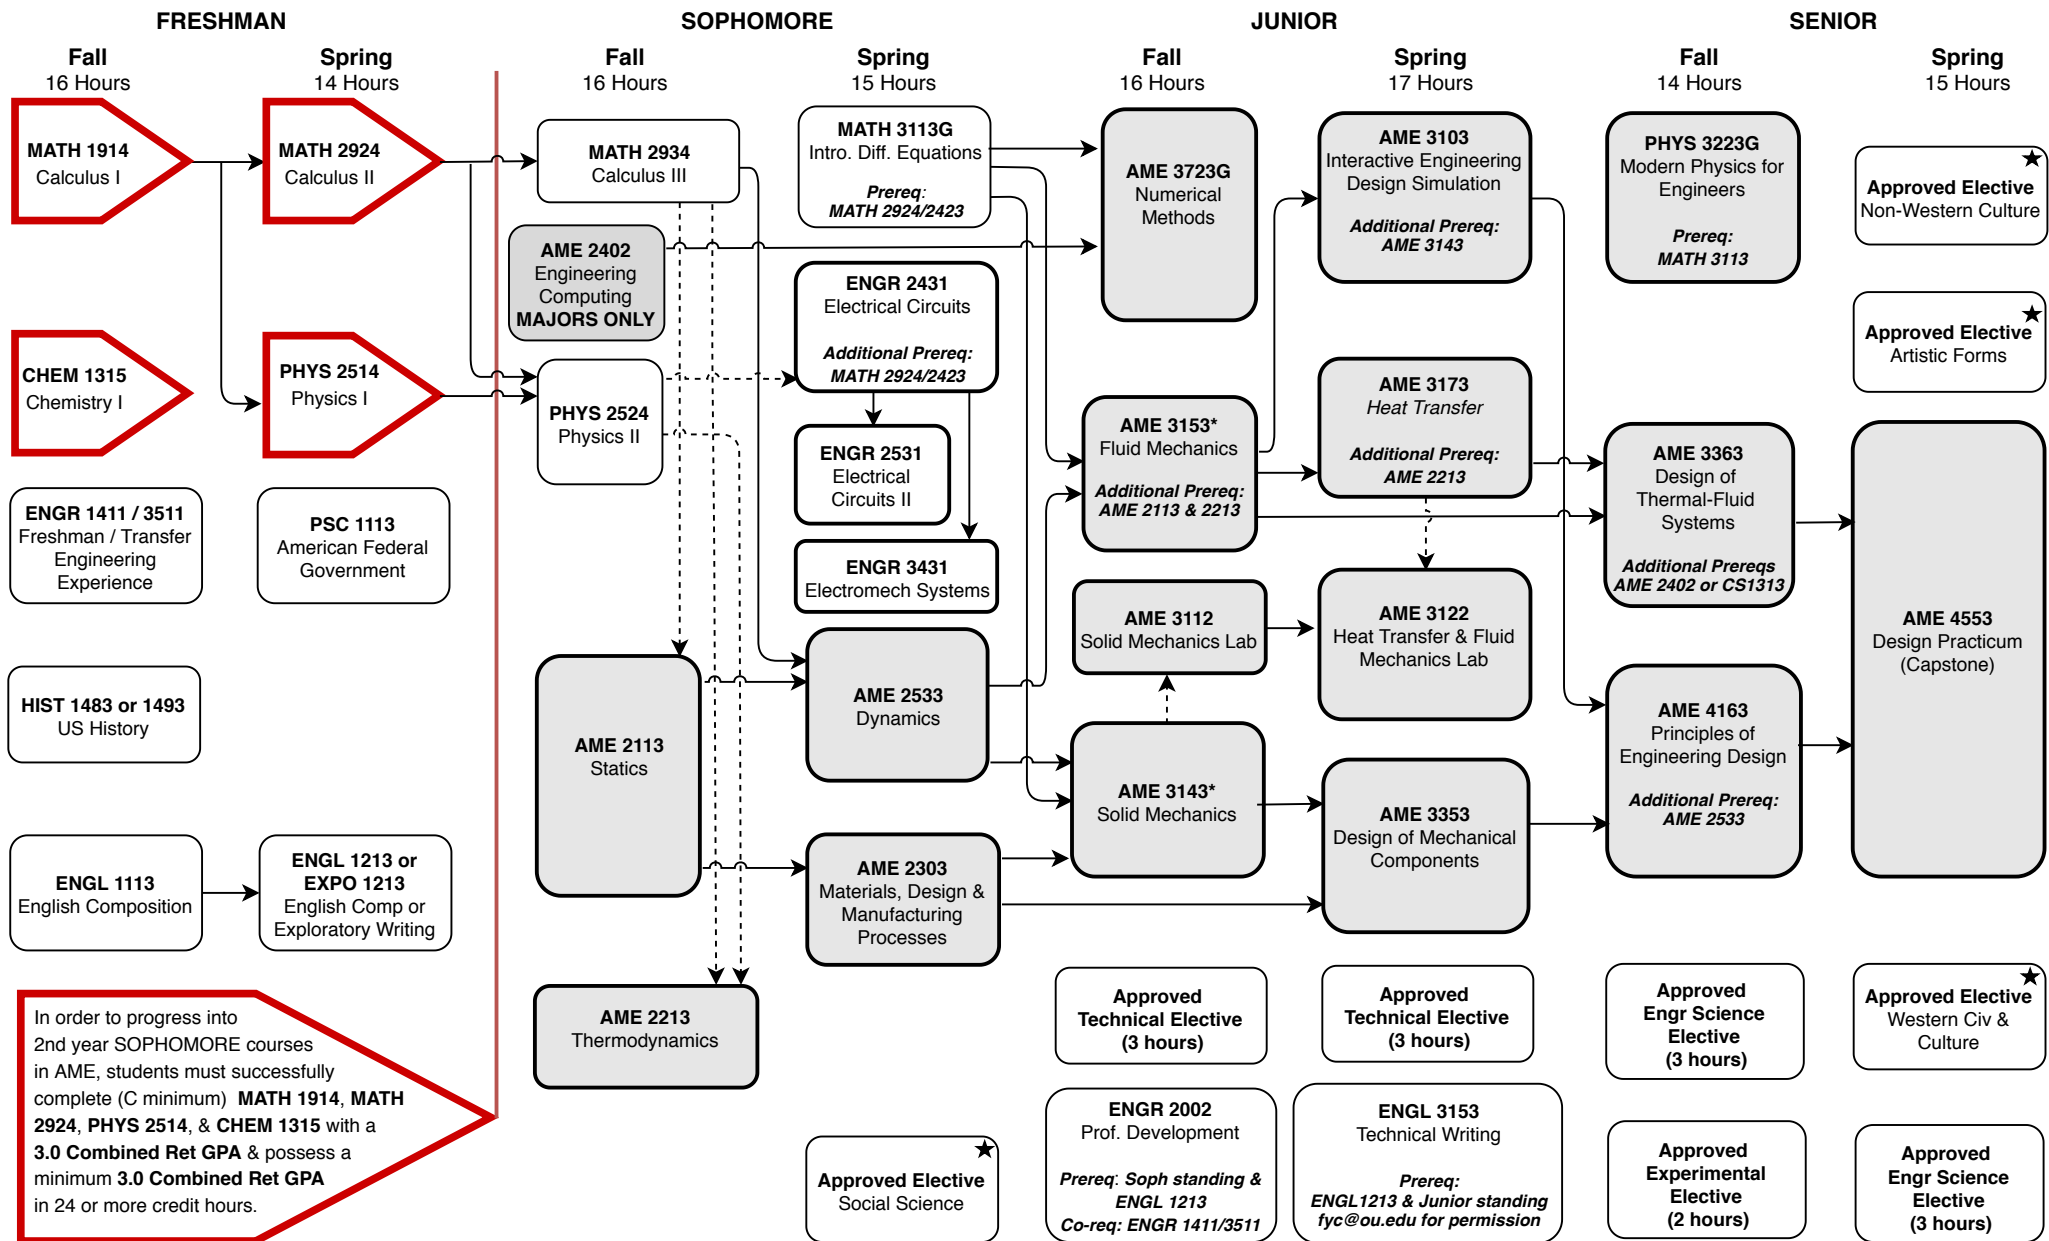 FRESHMAN
SOPHOMORE
JUNIOR
SENIOR
Fall
16 Hours
Spring
14 Hours
Fall
16 Hours
Spring
15 Hours
Fall
16 Hours
Spring
17 Hours
Fall
14 Hours
Spring
15 Hours
MATH 1914
Calculus I
CHEM 1315
Chemistry I
ENGR 1411 / 3511
Freshman / Transfer
Engineering
Experience
HIST 1483 or 1493
US History
ENGL 1113
English Composition
In order to progress into
2nd year SOPHOMORE courses
in AME, students must successfully
complete (C minimum) MATH 1914, MATH
2924, PHYS 2514, & CHEM 1315 with a
3.0 Combined Ret GPA & possess a
minimum 3.0 Combined Ret GPA
in 24 or more credit hours.
MATH 2924
Calculus II
PHYS 2514
Physics I
PSC 1113
American Federal
Government
ENGL 1213 or
EXPO 1213
English Comp or
Exploratory Writing
MATH 2934
Calculus III
AME 2402
Engineering
Computing
MAJORS ONLY
PHYS 2524
Physics II
AME 2113
Statics
AME 2213
Thermodynamics
MATH 3113G
Intro. Diff. Equations
Prereq:
MATH 2924/2423
ENGR 2431
Electrical Circuits
Additional Prereq:
MATH 2924/2423
ENGR 2531
Electrical
Circuits II
ENGR 3431
Electromech Systems
AME 2533
Dynamics
AME 2303
Materials, Design &
Manufacturing
Processes
Approved Elective
Social Science
AME 3723G
Numerical
Methods
AME 3153*
Fluid Mechanics
Additional Prereq:
AME 2113 & 2213
AME 3112
Solid Mechanics Lab
AME 3143*
Solid Mechanics
Approved
Technical Elective
(3 hours)
ENGR 2002
Prof. Development
Prereq: Soph standing &
ENGL 1213
Co-req: ENGR 1411/3511
AME 3103
Interactive Engineering
Design Simulation
Additional Prereq:
AME 3143
AME 3173
Heat Transfer
Additional Prereq:
AME 2213
AME 3122
Heat Transfer & Fluid
Mechanics Lab
AME 3353
Design of Mechanical
Components
Approved
Technical Elective
(3 hours)
ENGL 3153
Technical Writing
Prereq:
ENGL1213 & Junior standing
fyc@ou.edu for permission
PHYS 3223G
Modern Physics for
Engineers
Prereq:
MATH 3113
AME 3363
Design of
Thermal-Fluid
Systems
Additional Prereqs
AME 2402 or CS1313
AME 4163
Principles of
Engineering Design
Additional Prereq:
AME 2533
Approved
Engr Science
Elective
(3 hours)
Approved
Experimental
Elective
(2 hours)
Approved Elective
Non-Western Culture
Approved Elective
Artistic Forms
AME 4553
Design Practicum
(Capstone)
Approved Elective
Western Civ &
Culture
Approved
Engr Science
Elective
(3 hours)